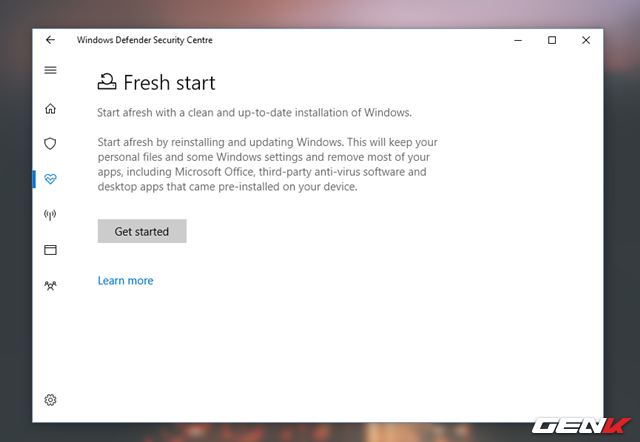 Windows Defender Security Centre
Fresh start
Start afresh with a clean and up-to-date installation of Windows.
Start afresh by reinstalling and updating Windows. This will keep your
personal files and some Windows settings and remove most of your
apps, including Microsoft Office, third-party anti-virus software and
desktop apps that came pre-installed on your device.
Get started
Learn more
GENK